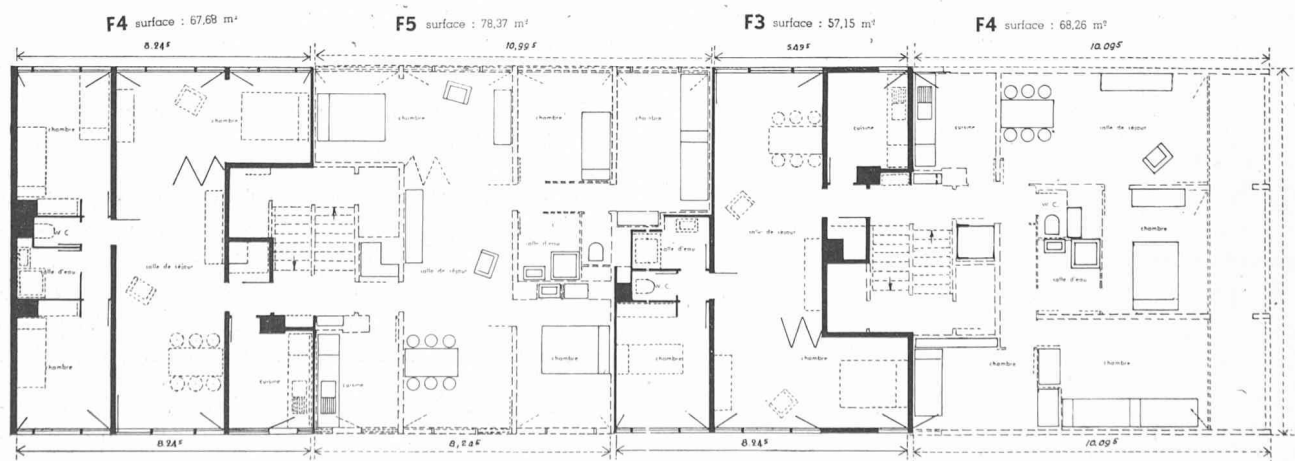 F4 surface : 67,68 m²
F5 surface : 78,37 m²
F3 surface : 57,15 m²
F4 surface : 68,26 m²
8.24⁵
10,99⁵
5.49⁵
10.09⁵
chambre
chambre
chambre
chambre
chambre
cuisine
cuisine
salle de séjour
W.C.
W.C.
salle d'eau
salle d'eau
salle d'eau
W.C.
chambre
salle de séjour
salle de séjour
salle de séjour
salle d'eau
chambre
cuisine
cuisine
chambre
chambre
chambre
chambre
chambre
8.24⁵
8,24⁵
8.24⁵
10.09⁵